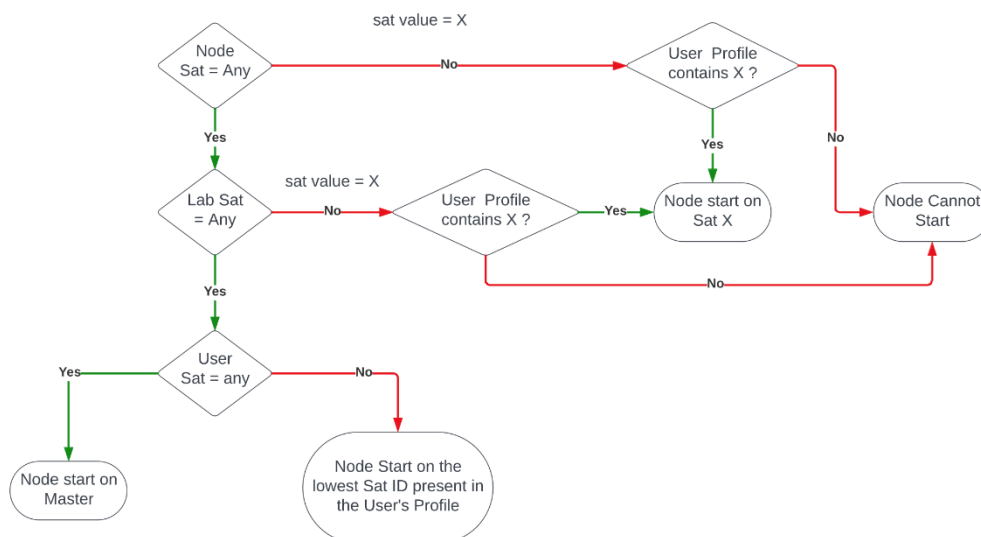 sat value = X
Node
Sat = Any
No
User  Profile
contains X ?
Yes
Yes
No
Lab Sat
= Any
sat value = X
No
User  Profile
contains X ?
Yes
Node start on
Sat X
Node Cannot
Start
Yes
No
User
Sat = any
Yes
No
Node start on
Master
Node Start on the
lowest Sat ID present in
the User's Profile